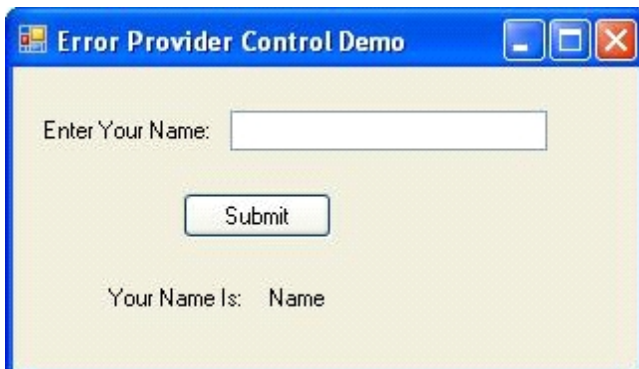 Error Provider Control Demo
Enter Your Name:
Submit
Your Name Is: Name